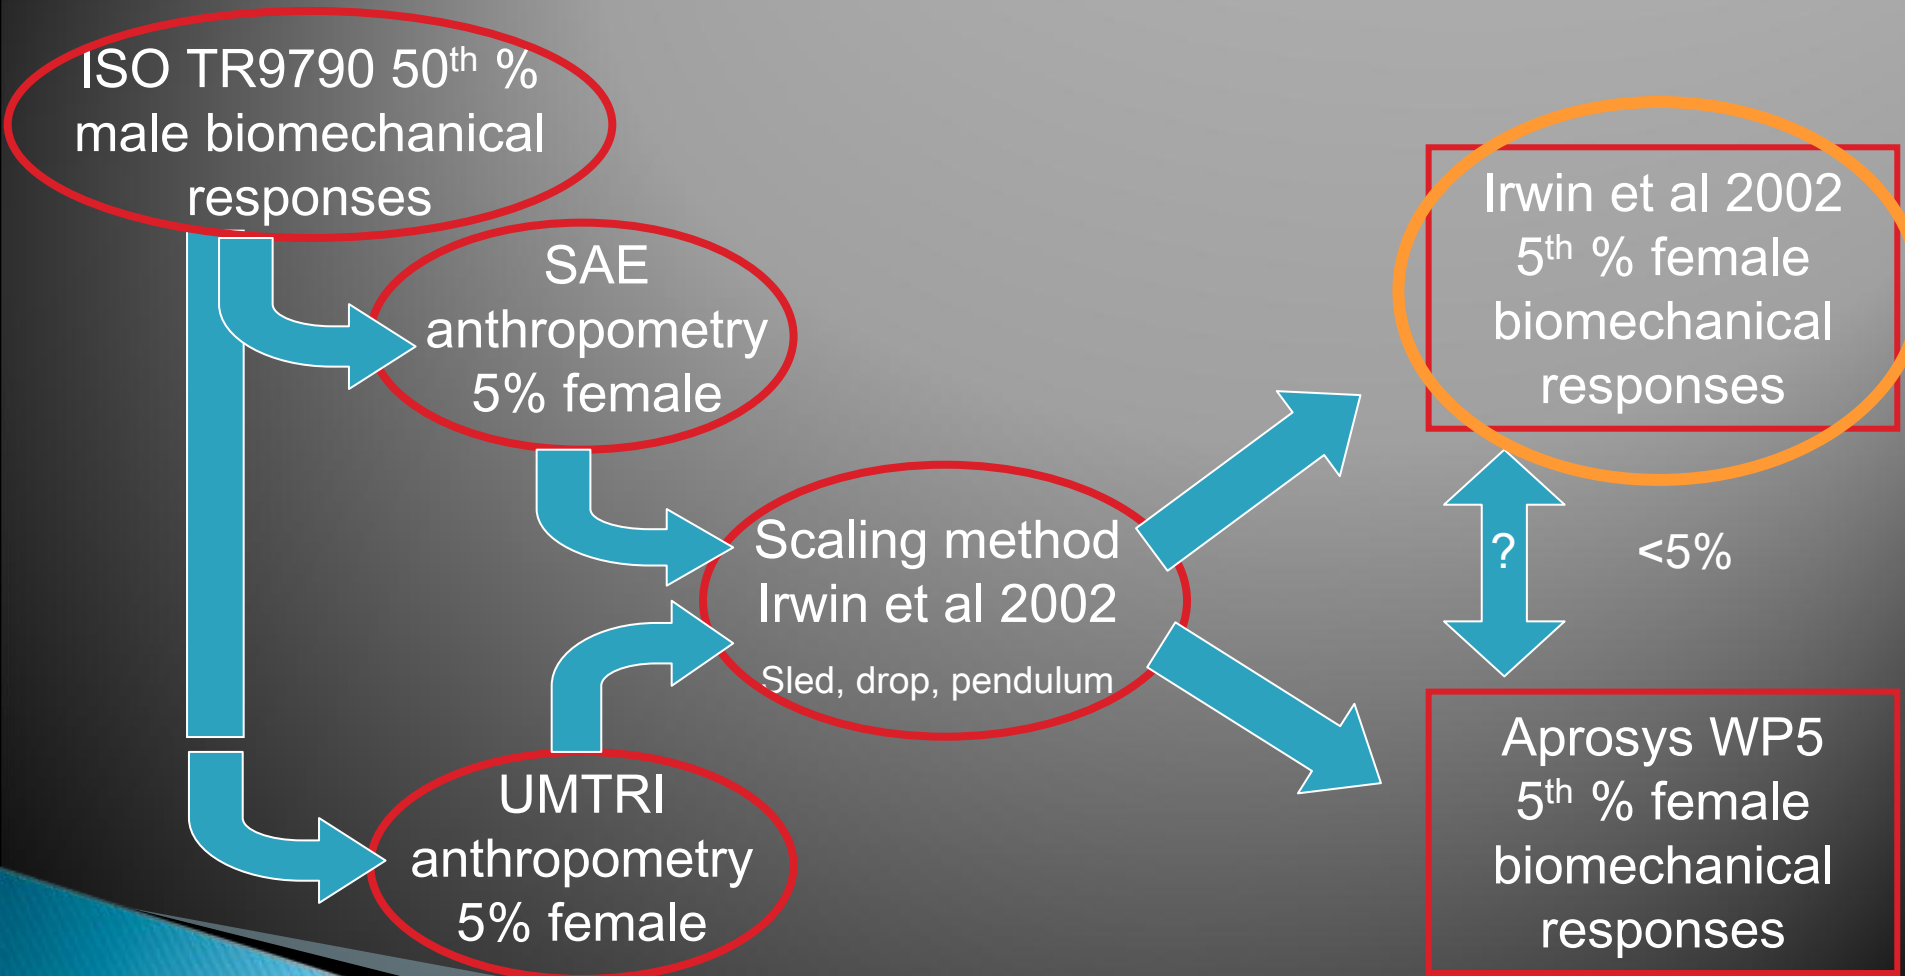 ISO TR9790 50th %
male biomechanical
responses
SAE
anthropometry
5% female
UMTRI
anthropometry
5% female
Scaling method
Irwin et al 2002
Sled, drop, pendulum
Irwin et al 2002
5th % female
biomechanical
responses
?
<5%
Aprosys WP5
5th % female
biomechanical
responses